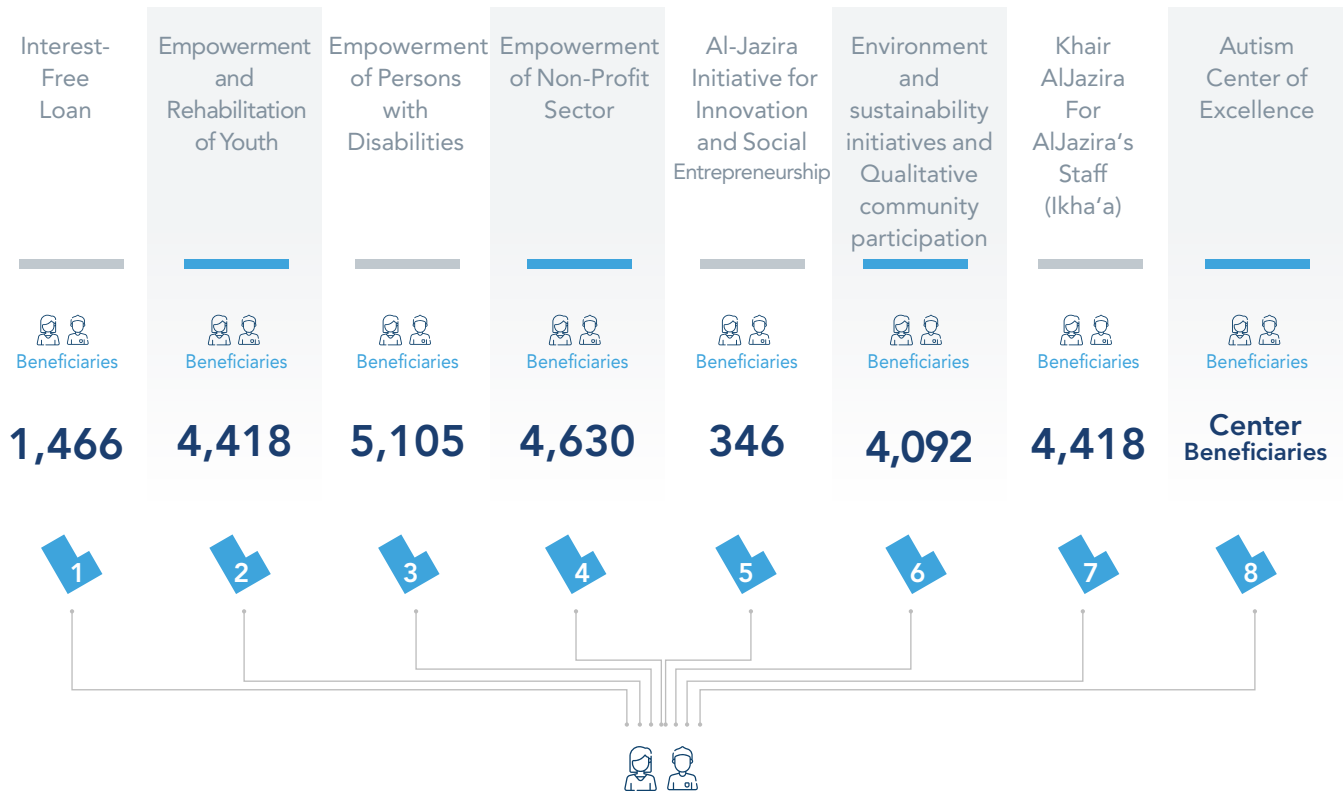 Interest-
Free
Loan
Empowerment
and
Rehabilitation
of Youth
Empowerment
of Persons
with
Disabilities
Empowerment
of Non-Profit
Sector
Al-Jazira
Initiative for
Innovation
and Social
Entrepreneurship
Environment
and
sustainability
initiatives and
Qualitative
community
participation
Khair
AlJazira
For
AlJazira‘s
Staff
(Ikha‘a)
Autism
Center of
Excellence
Beneficiaries
Beneficiaries
Beneficiaries
Beneficiaries
Beneficiaries
Beneficiaries
Beneficiaries
Beneficiaries
1,466
4,418
5,105
4,630
346
4,092
4,418
Center
Beneficiaries
1
2
3
4
5
6
7
8